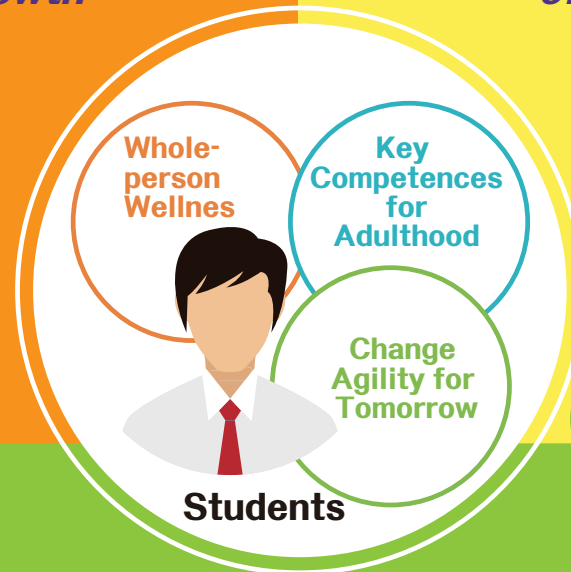 Whole-
person
Wellnes
Key
Competences
for
Adulthood
Change
Agility for
Tomorrow
Students